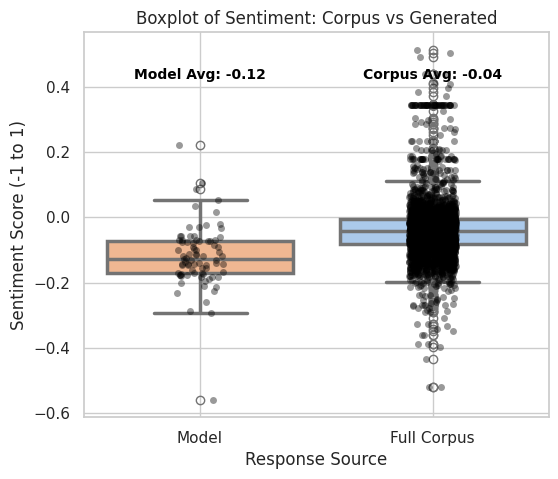 Boxplot of Sentiment: Corpus vs Generated
Model Avg: -0.12
Corpus Avg: -0.04
Sentiment Score (-1 to 1)
0.4
0.2
0.0
−0.2
−0.4
−0.6
Model
Full Corpus
Response Source